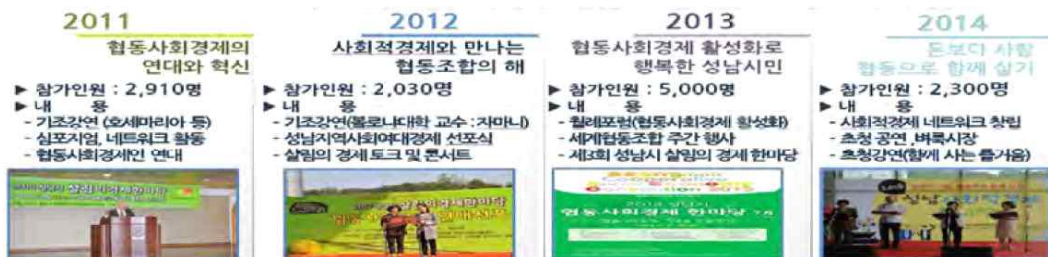 2011
협동사회경제의
연대와 혁신
▶ 참가인원 : 2,910명
▶ 내 용
- 기조강연 (호세마리아 등)
- 심포지엄, 네트워크 활동
- 협동사회경제인 연대
2012
사회적경제와 만나는
협동조합의 해
▶ 참가인원 : 2,030명
▶ 내 용
- 기조강연(볼로냐대학 교수 : 자마니)
- 성남지역사회연대경제 선포식
- 살림의 경제 토크 및 콘서트
2013
협동사회경제 활성화로
행복한 성남시민
▶ 참가인원 : 5,000명
▶ 내 용
- 월례포럼(협동사회경제 활성화)
- 세계협동조합 주간 행사
- 제3회 성남시 살림의 경제 한마당
협동사회경제 한마당
2014
돈보다 사람
협동으로 함께 살기
▶ 참가인원 : 2,300명
▶ 내 용
- 사회적경제 네트워크 창립
- 초청 공연 ,벼룩시장
- 초청강연(함께 사는 즐거움)